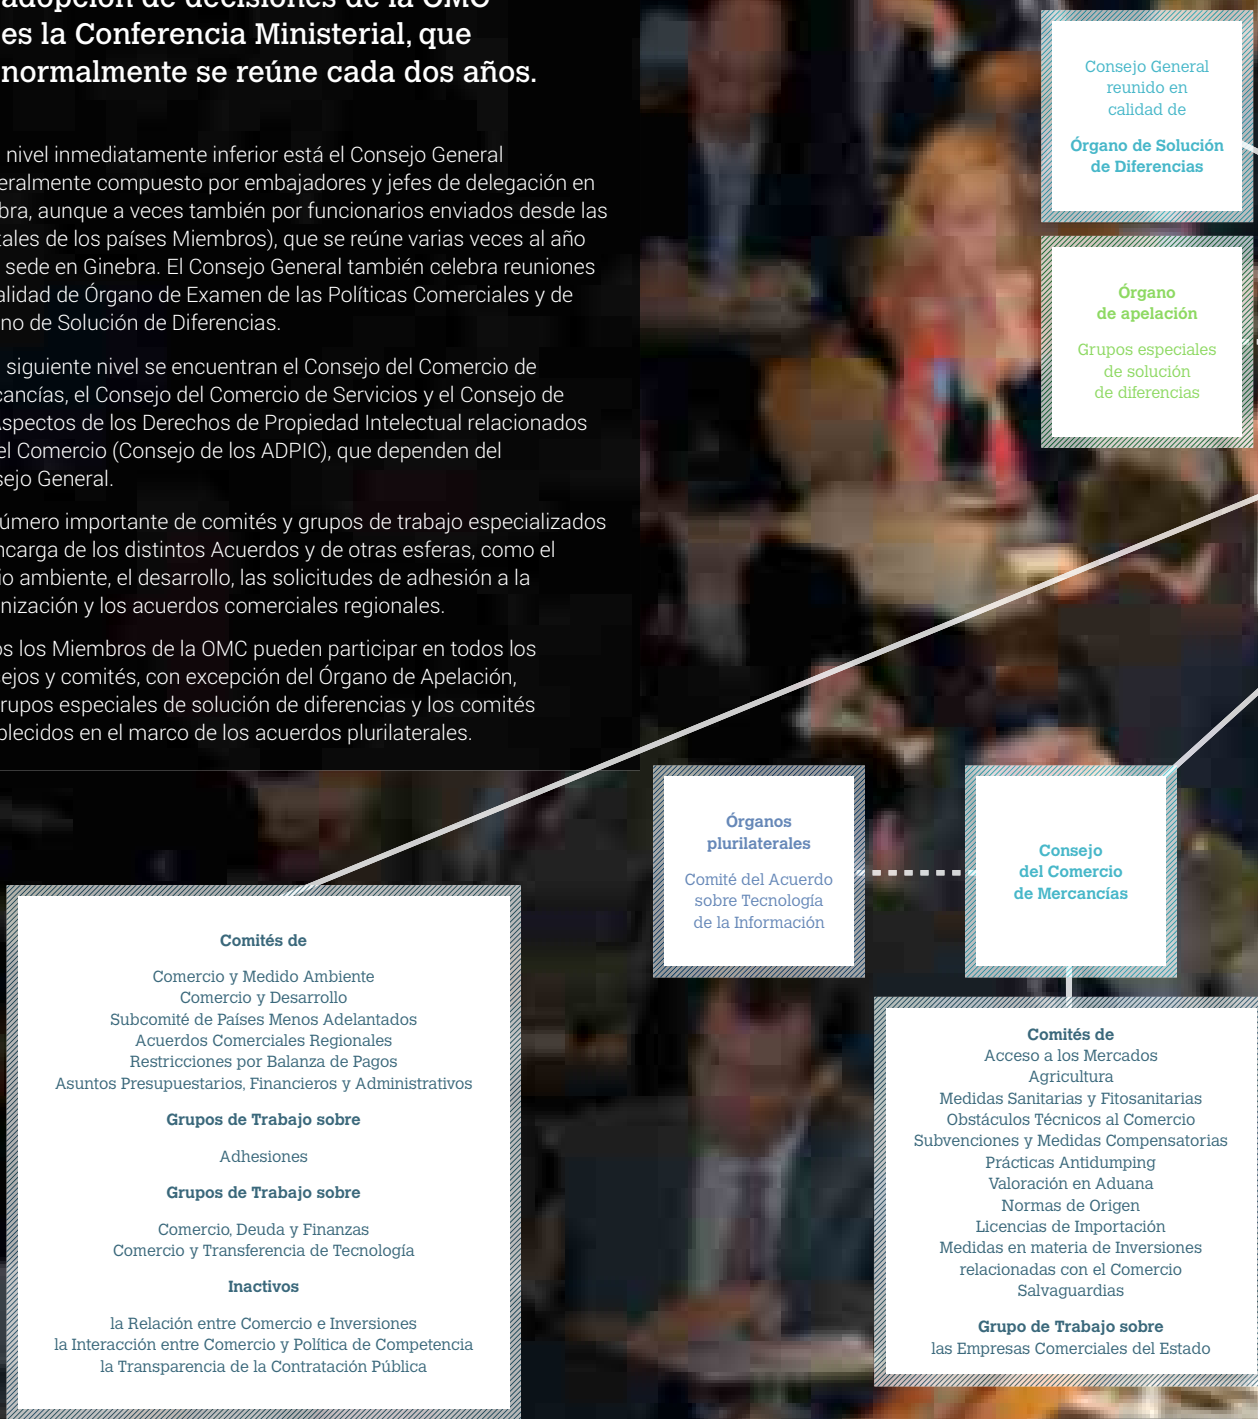 adopción de decisiones de la OMC
es la Conferencia Ministerial, que
normalmente se reúne cada dos años.
nivel inmediatamente inferior está el Consejo General
compuesto por embajadores y jefes de delegación en
aunque a veces también por funcionarios enviados desde las
de los países Miembros), que se reúne varias veces al año
sede en Ginebra. El Consejo General también celebra reuniones
de Órgano de Examen de las Políticas Comerciales y de
de Solución de Diferencias.
siguiente nivel se encuentran el Consejo del Comercio de
el Consejo del Comercio de Servicios y el Consejo de
de los Derechos de Propiedad Intelectual relacionados
el Comercio (Consejo de los ADPIC), que dependen del
General.
importante de comités y grupos de trabajo especializados
de los distintos Acuerdos y de otras esferas, como el
ambiente, el desarrollo, las solicitudes de adhesión a la
y los acuerdos comerciales regionales.
los Miembros de la OMC pueden participar en todos los
y comités, con excepción del Órgano de Apelación,
especiales de solución de diferencias y los comités
en el marco de los acuerdos plurilaterales.
Consejo General
reunido en
calidad de
Órgano de Solución
de Diferencias
Órgano
de apelación
Grupos especiales
de solución
de diferencias
Órganos
plurilaterales
Comité del Acuerdo
sobre Tecnología
de la Información
Consejo
del Comercio
de Mercancías
Comités de
Comercio y Medido Ambiente
Comercio y Desarrollo
Subcomité de Países Menos Adelantados
Acuerdos Comerciales Regionales
Restricciones por Balanza de Pagos
Asuntos Presupuestarios, Financieros y Administrativos
Grupos de Trabajo sobre
Adhesiones
Grupos de Trabajo sobre
Comercio, Deuda y Finanzas
Comercio y Transferencia de Tecnología
Inactivos
la Relación entre Comercio e Inversiones
la Interacción entre Comercio y Política de Competencia
la Transparencia de la Contratación Pública
Comités de
Acceso a los Mercados
Agricultura
Medidas Sanitarias y Fitosanitarias
Obstáculos Técnicos al Comercio
Subvenciones y Medidas Compensatorias
Prácticas Antidumping
Valoración en Aduana
Normas de Origen
Licencias de Importación
Medidas en materia de Inversiones
relacionadas con el Comercio
Salvaguardias
Grupo de Trabajo sobre
las Empresas Comerciales del Estado